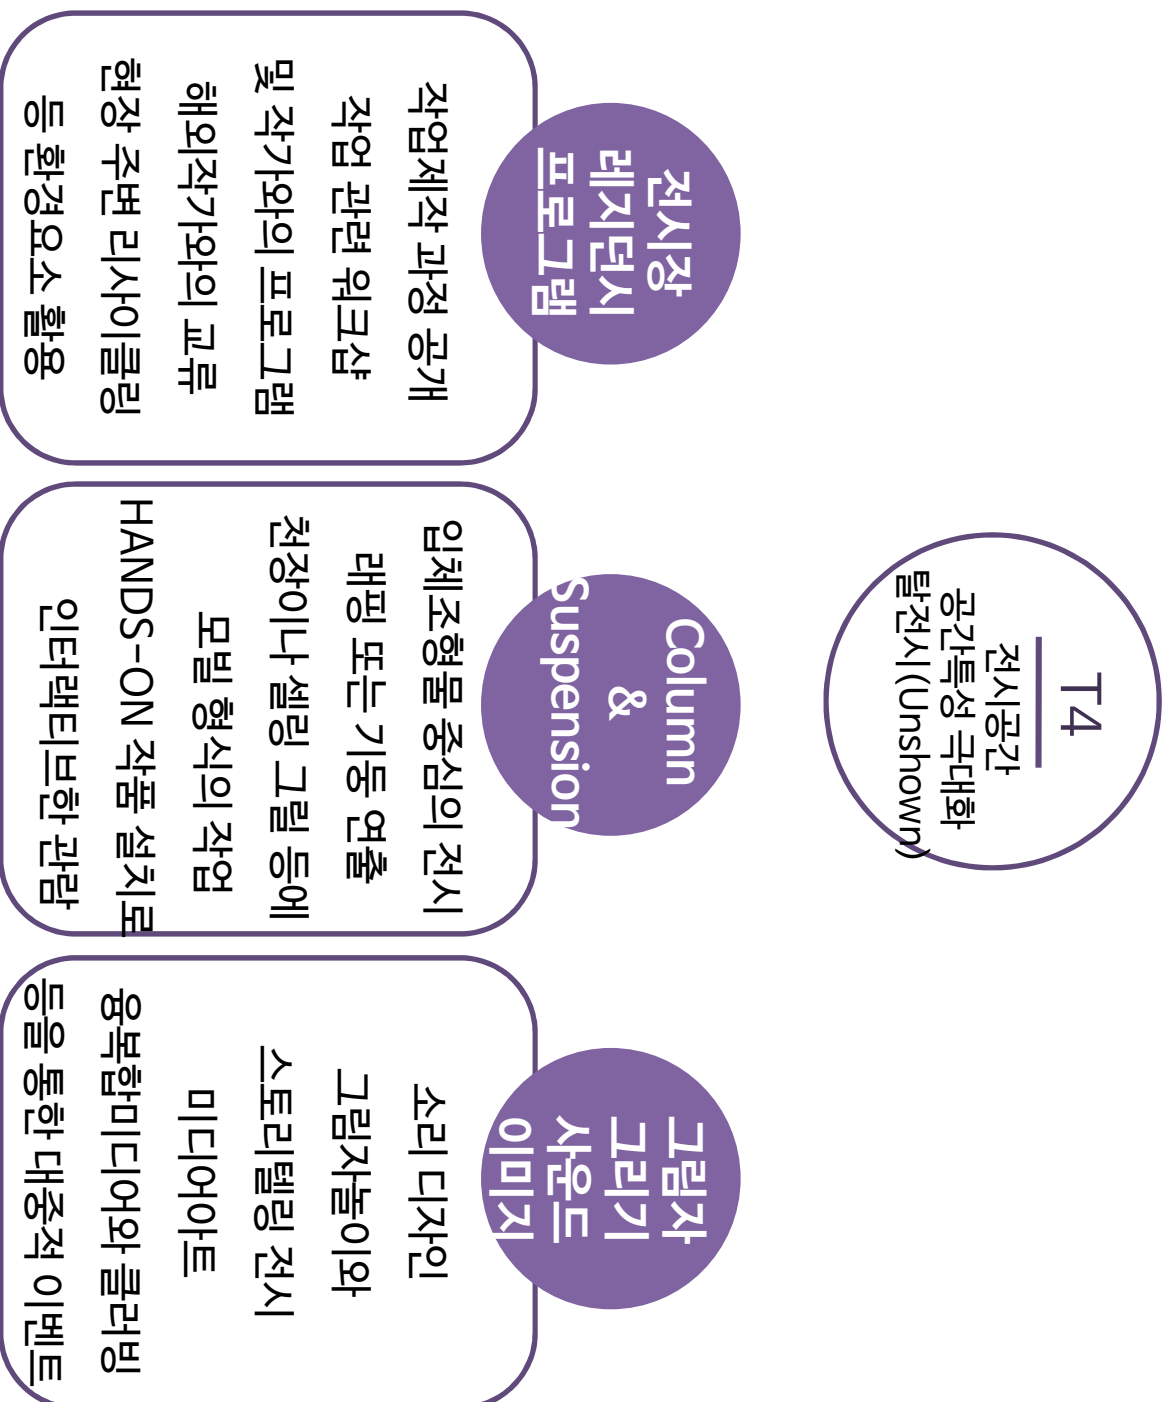 T4
전시공간
공간특성 극대화
탈전시(Unshown)
전시장
레지던시
프로그램
작업제작 과정 공개
작업 관련 워크샵
및 작가와의 프로그램
해외작가와의 교류
현장 주변 리사이클링
등 환경요소 활용
Column
&
Suspension
입체조형물 중심의 전시
래핑 또는 기둥 연출
천장이나 셀링 그릴 등에
모빌 형식의 작업
HANDS-ON 작품 설치로
인터랙티브한 관람
그림자
그리기
사운드
이미지
소리 디자인
그림자놀이와
스토리텔링 전시
미디어아트
융복합미디어와 클러빙
등을 통한 대중적 이벤트